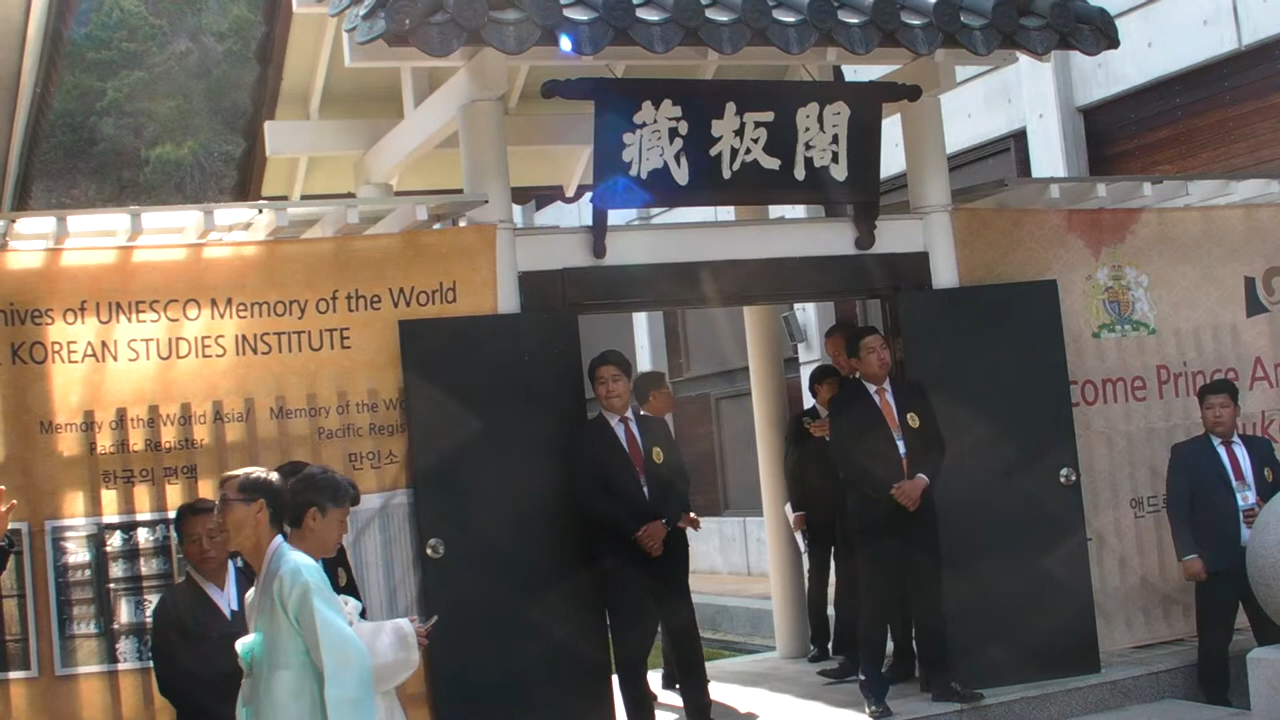 藏板閣
hives of UNESCO Memory of the World
KOREAN STUDIES INSTITUTE
Memory of the World Asia/
Pacific Register
한국의 편액
Memory of the Wo
Pacific Regis
만인소
come Prince An
uke
앤드로